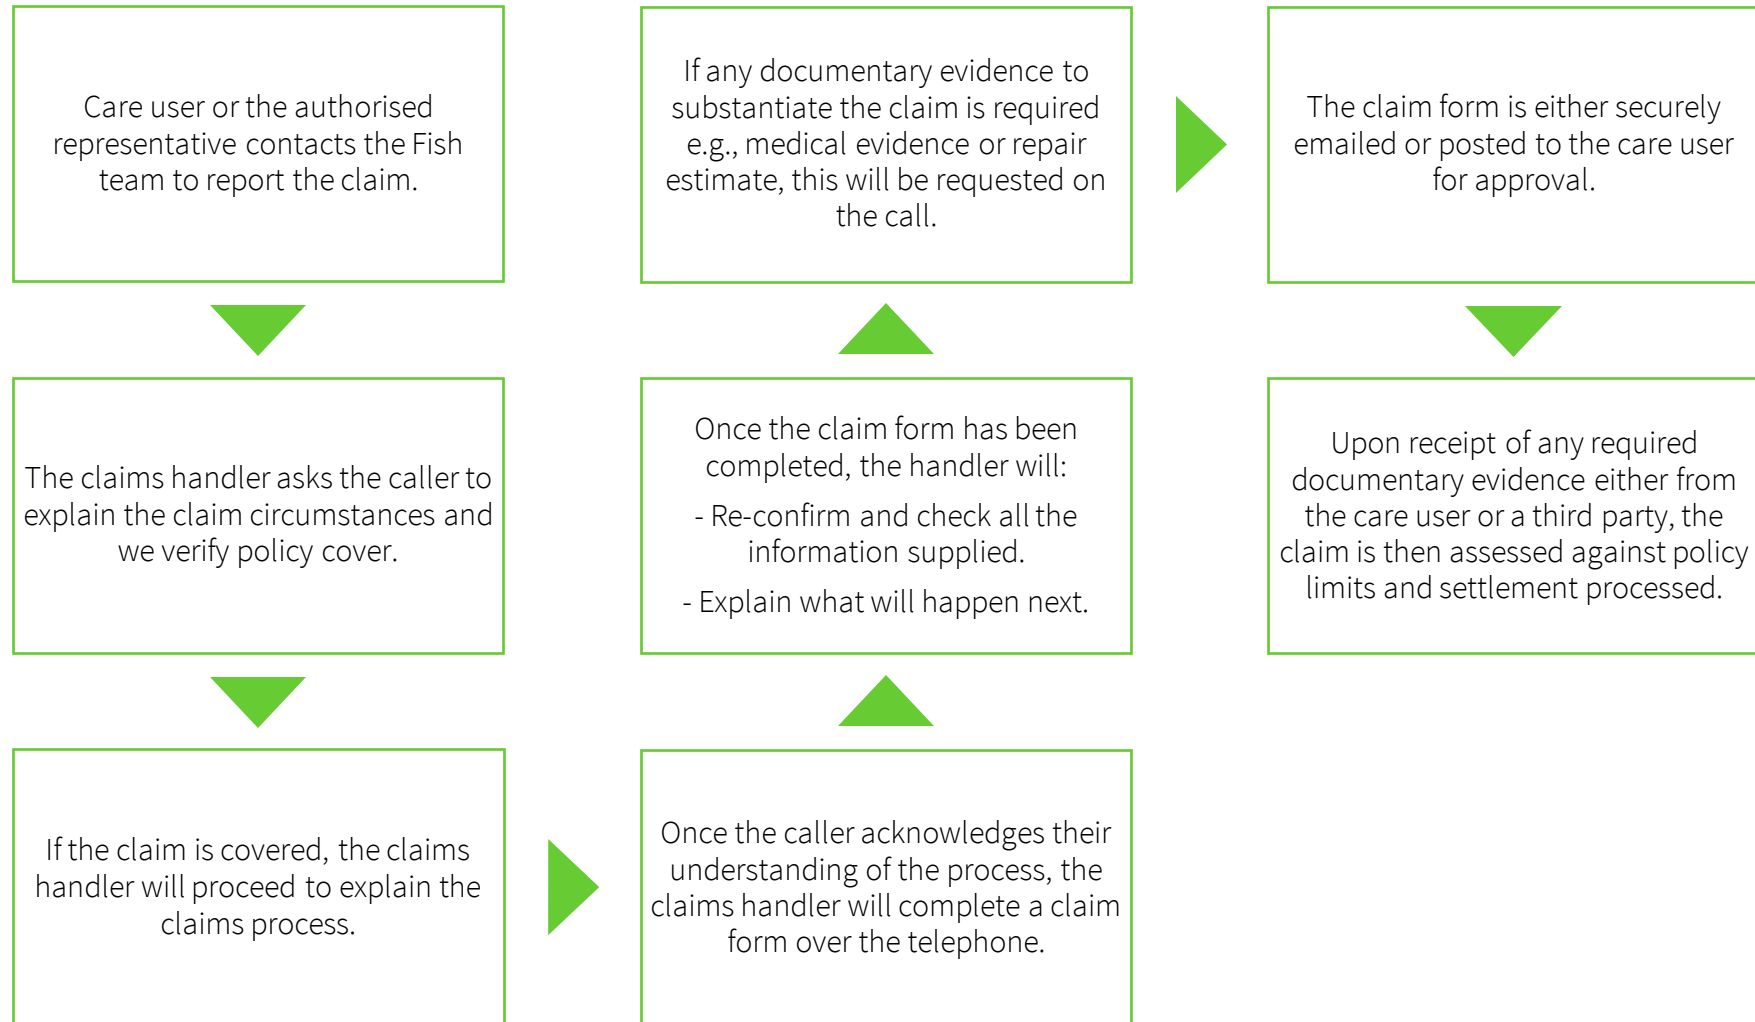 Care user or the authorised
representative contacts the Fish
team to report the claim.
The claims handler asks the caller to
explain the claim circumstances and
we verify policy cover.
If the claim is covered, the claims
handler will proceed to explain the
claims process.
Once the caller acknowledges their
understanding of the process, the
claims handler will complete a claim
form over the telephone.
Once the claim form has been
completed, the handler will:
- Re-confirm and check all the
information supplied.
- Explain what will happen next.
If any documentary evidence to
substantiate the claim is required
e.g., medical evidence or repair
estimate, this will be requested on
the call.
The claim form is either securely
emailed or posted to the care user
for approval.
Upon receipt of any required
documentary evidence either from
the care user or a third party, the
claim is then assessed against policy
limits and settlement processed.